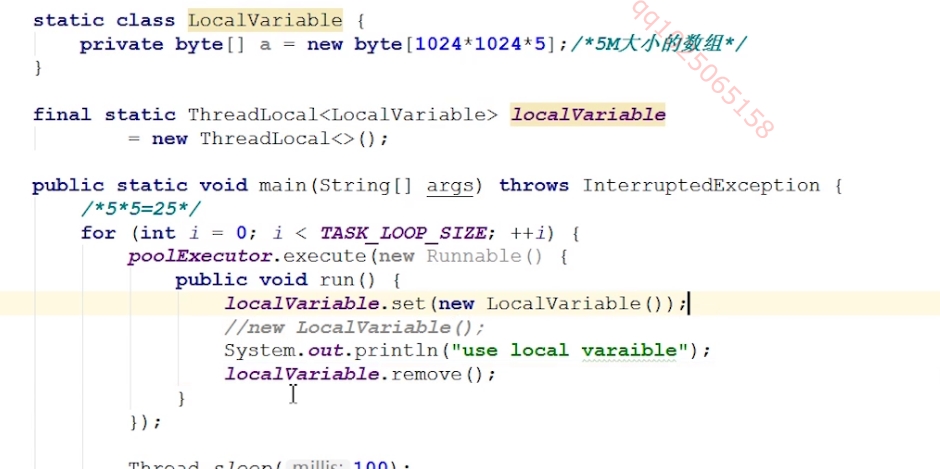 static class LocalVariable {
private byte[] a = new byte[1024*1024*5];/*5M大小的数组*/
}
final static ThreadLocal<LocalVariable> localVariable
= new ThreadLocal<>();
public static void main(String[] args) throws InterruptedException {
/*5*5=25*/
for (int i = 0; i < TASK_LOOP_SIZE; ++i) {
poolExecutor.execute(new Runnable() {
public void run() {
localVariable.set(new LocalVariable());
//new LocalVariable();
System.out.println("use local varaible");
localVariable.remove();
}
});
Thread.sleep( millis: 100);
qq1025065158